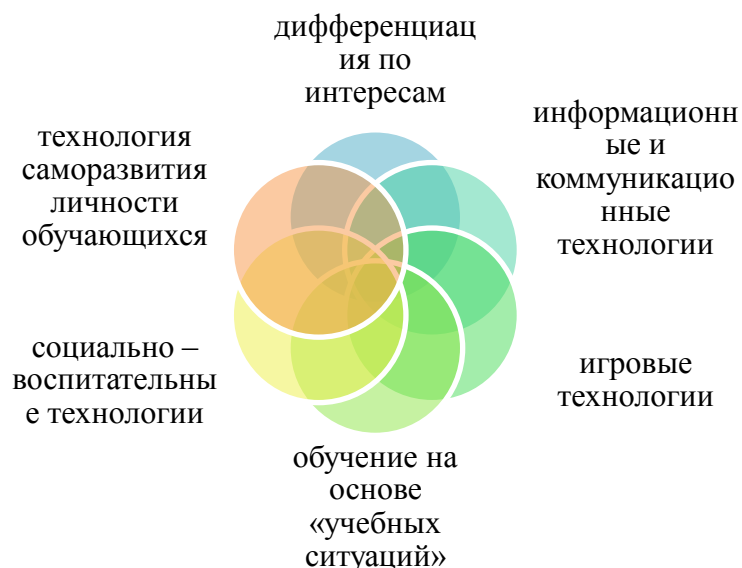 дифференциац
ия по
интересам
информационн
ые и
коммуникацио
нные
технологии
игровые
технологии
обучение на
основе
«учебных
ситуаций»
социально –
воспитательны
е технологии
технология
саморазвития
личности
обучающихся